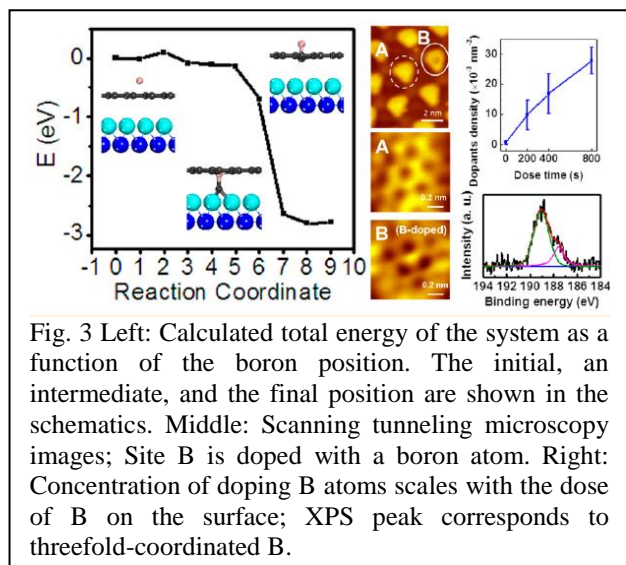 0
-1
-2
-3
E (eV)
-1 0 1 2 3 4 5 6 7 8 9 10
Reaction Coordinate
A
B
2 nm
A
0.2 nm
B (B-doped)
0.2 nm
Dopants density (×10⁻³ nm⁻²)
30
20
10
0
0 200 400 800
Dose time (s)
Intensity (a. u.)
194 192 190 188 186 184
Binding energy (eV)
Fig. 3 Left: Calculated total energy of the system as a
function of the boron position. The initial, an
intermediate, and the final position are shown in the
schematics. Middle: Scanning tunneling microscopy
images; Site B is doped with a boron atom. Right:
Concentration of doping B atoms scales with the dose
of B on the surface; XPS peak corresponds to
threefold-coordinated B.